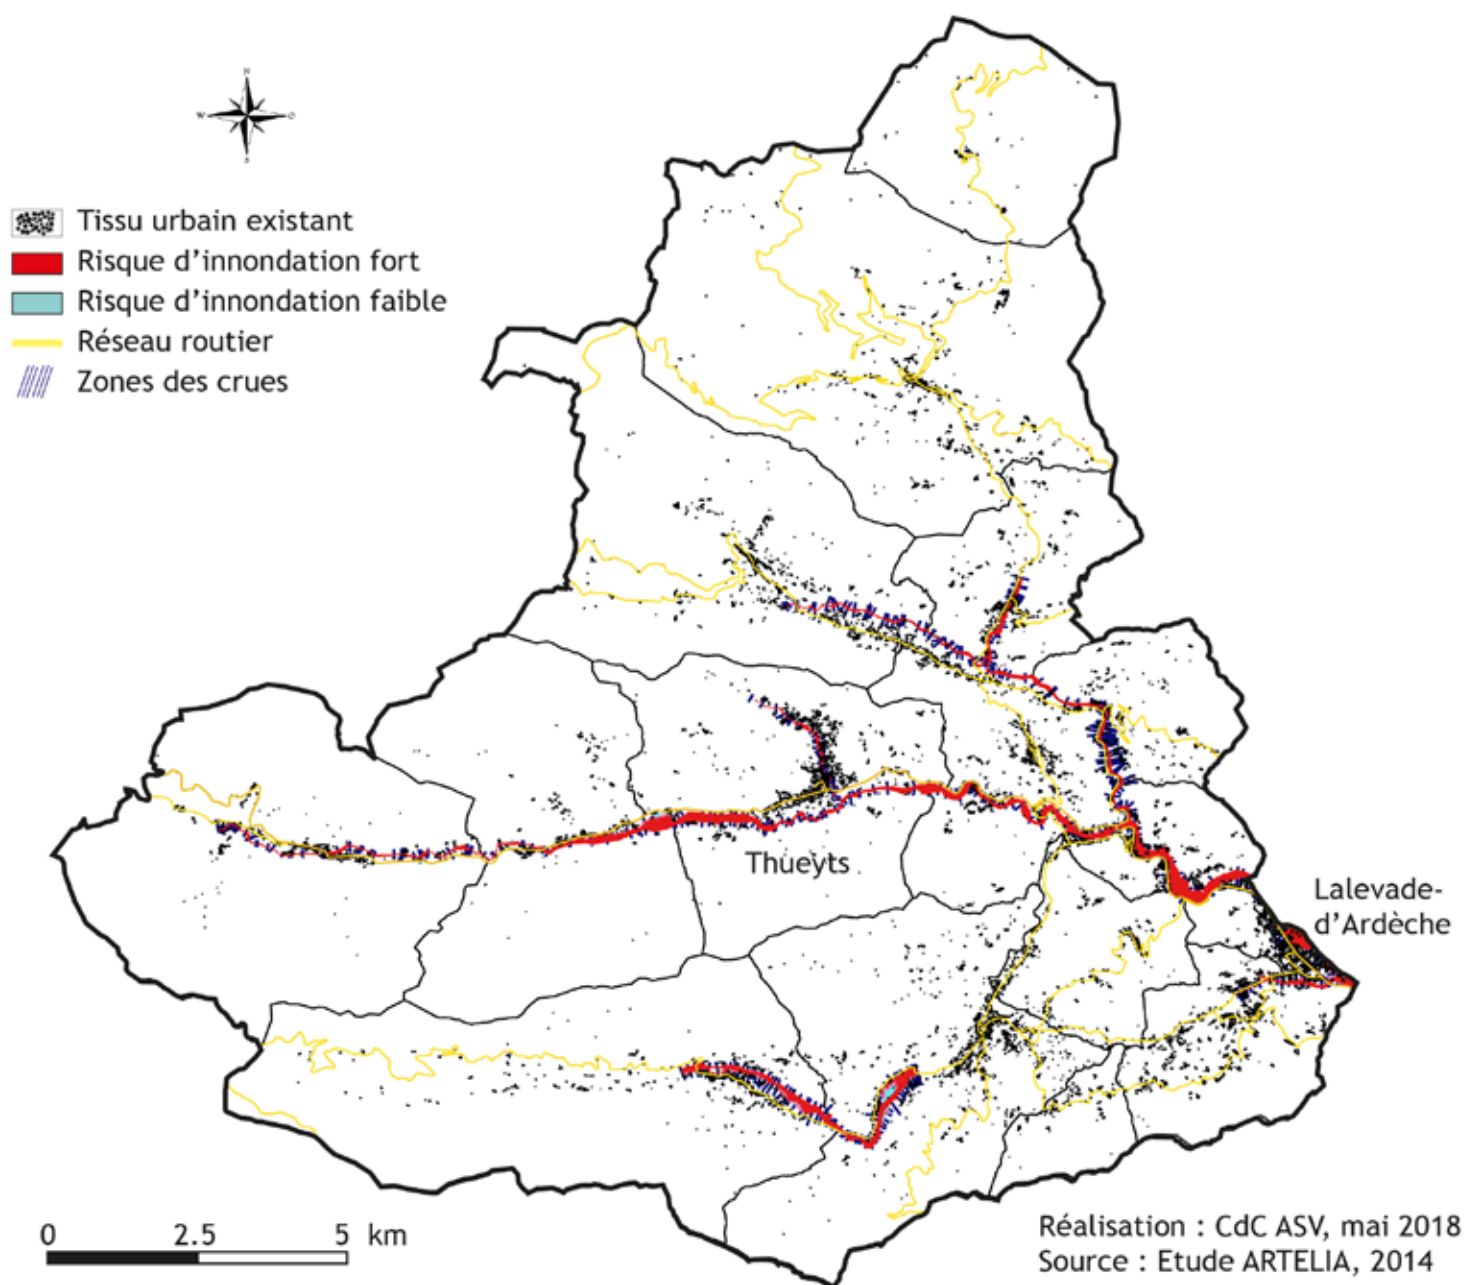 N
W
O
S
Tissu urbain existant
Risque d'innondation fort
Risque d'innondation faible
Réseau routier
Zones des crues
Thueyts
Lalevade-
d'Ardèche
0 2.5 5 km
Réalisation : CdC ASV, mai 2018
Source : Etude ARTELIA, 2014